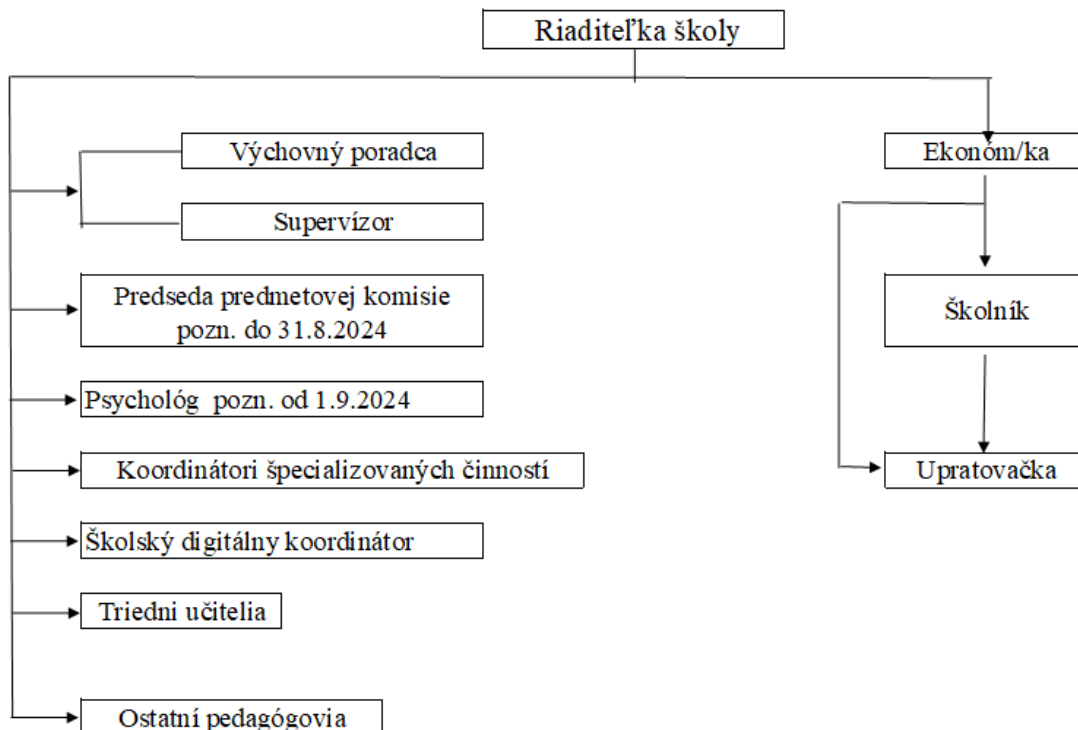 Riaditeľka školy
Výchovný poradca
Supervízor
Predseda predmetovej komisie
pozn. do 31.8.2024
Psychológ pozn. od 1.9.2024
Koordinátori špecializovaných činností
Školský digitálny koordinátor
Triedni učitelia
Ostatní pedagógovia
Ekonóm/ka
Školník
Upratovačka